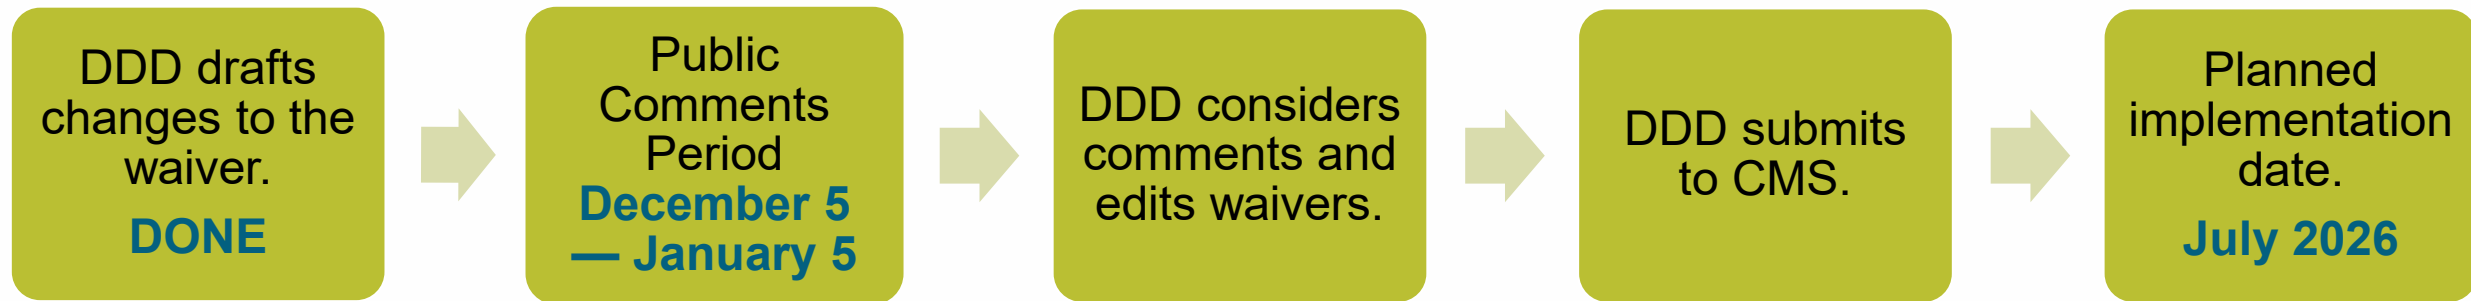 DDD drafts
changes to the
waiver.
DONE
Public
Comments
Period
December 5
— January 5
DDD considers
comments and
edits waivers.
DDD submits
to CMS.
Planned
implementation
date.
July 2026